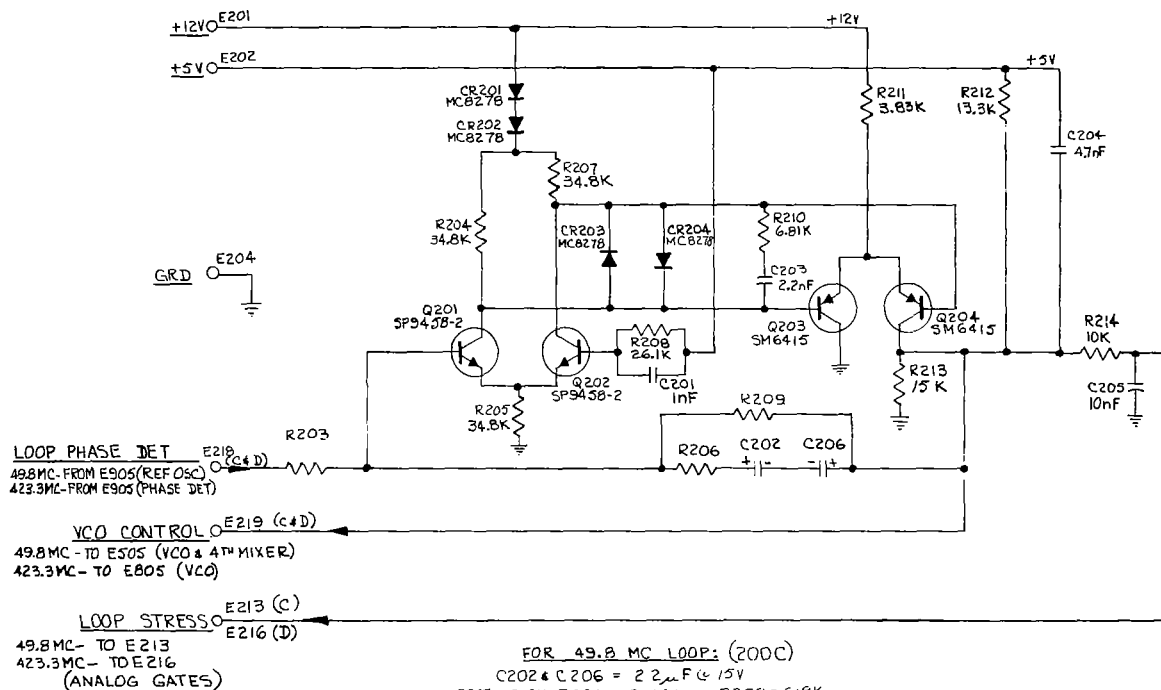 +12V E201
+12V
+5V E202
+5V
CR201
MC8278
CR202
MC8278
R211
3.83K
R212
13.3K
C204
47nF
R207
34.8K
R204
34.8K
CR203
MC8278
CR204
MC8278
R210
6.81K
C203
2.2nF
GRD E204
Q201
SP9458-2
Q202
SP9458-2
R208
26.1K
C201
1nF
Q203
SM6415
Q204
SM6415
R214
10K
R213
15K
C205
10nF
R205
34.8K
R209
R203
R206 C202 C206
+ - - +
LOOP PHASE DET E218 (C&D)
49.8MC-FROM E905 (REF OSC)
423.3MC-FROM E905 (PHASE DET)
VCO CONTROL E219 (C&D)
49.8MC - TO E505 (VCO & 4TH MIXER)
423.3MC - TO E805 (VCO)
LOOP STRESS E213 (C)
E216 (D)
49.8MC - TO E213
423.3MC - TO E216
(ANALOG GATES)
FOR 49.8 MC LOOP: (200C)
C202 & C206 = 22μF @ 15V